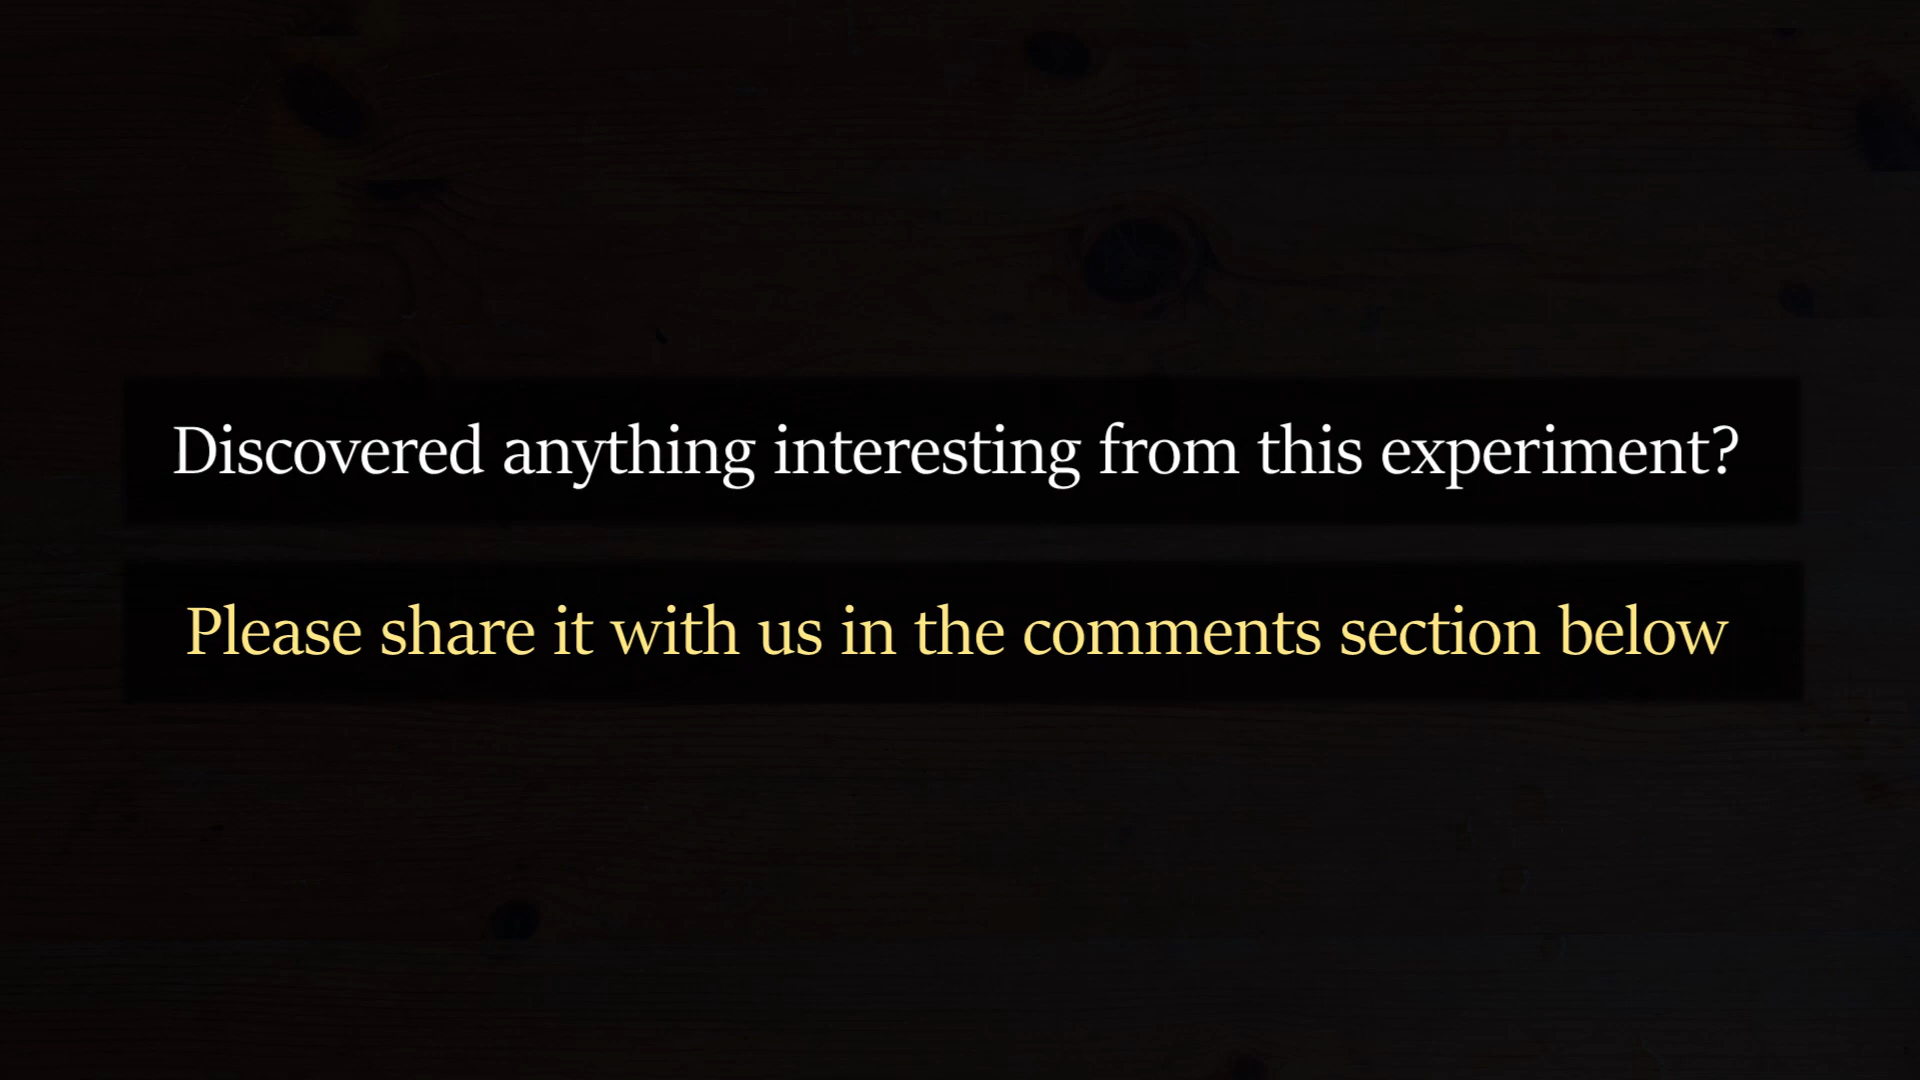 Discovered anything interesting from this experiment?
Please share it with us in the comments section below